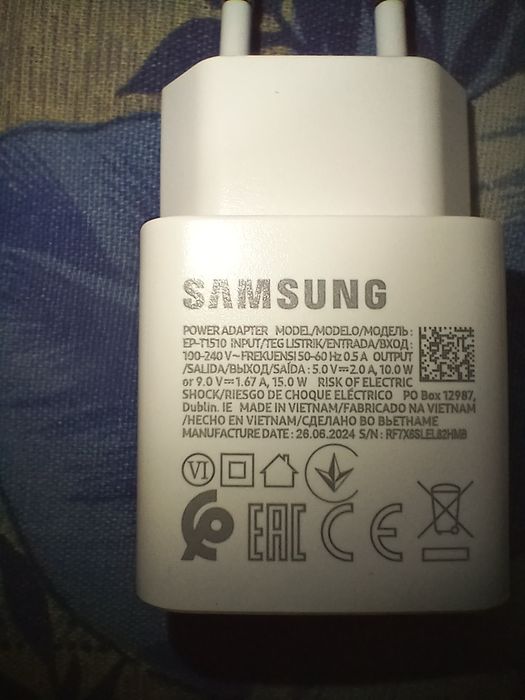 SAMSUNG
POWER ADAPTER MODEL/MODELO/МОДЕЛЬ :
EP-T1510 INPUT/TEG LISTRIK/ENTRADA/ВХОД :
100-240 V~FREKUENSI 50-60 Hz 0.5 A OUTPUT
/SALIDA/ВЫХОД/SAÍDA : 5.0 V⎓2.0 A, 10.0 W
or 9.0 V⎓1.67 A, 15.0 W RISK OF ELECTRIC
SHOCK/RIESGO DE CHOQUE ELÉCTRICO PO Box 12987,
Dublin. IE MADE IN VIETNAM/FABRICADO NA VIETNAM
/HECHO EN VIETNAM/СДЕЛАНО ВО ВЬЕТНАМЕ
MANUFACTURE DATE : 26.06.2024 S/N : RF7X6SLEL82HMB
VI
EAC CE